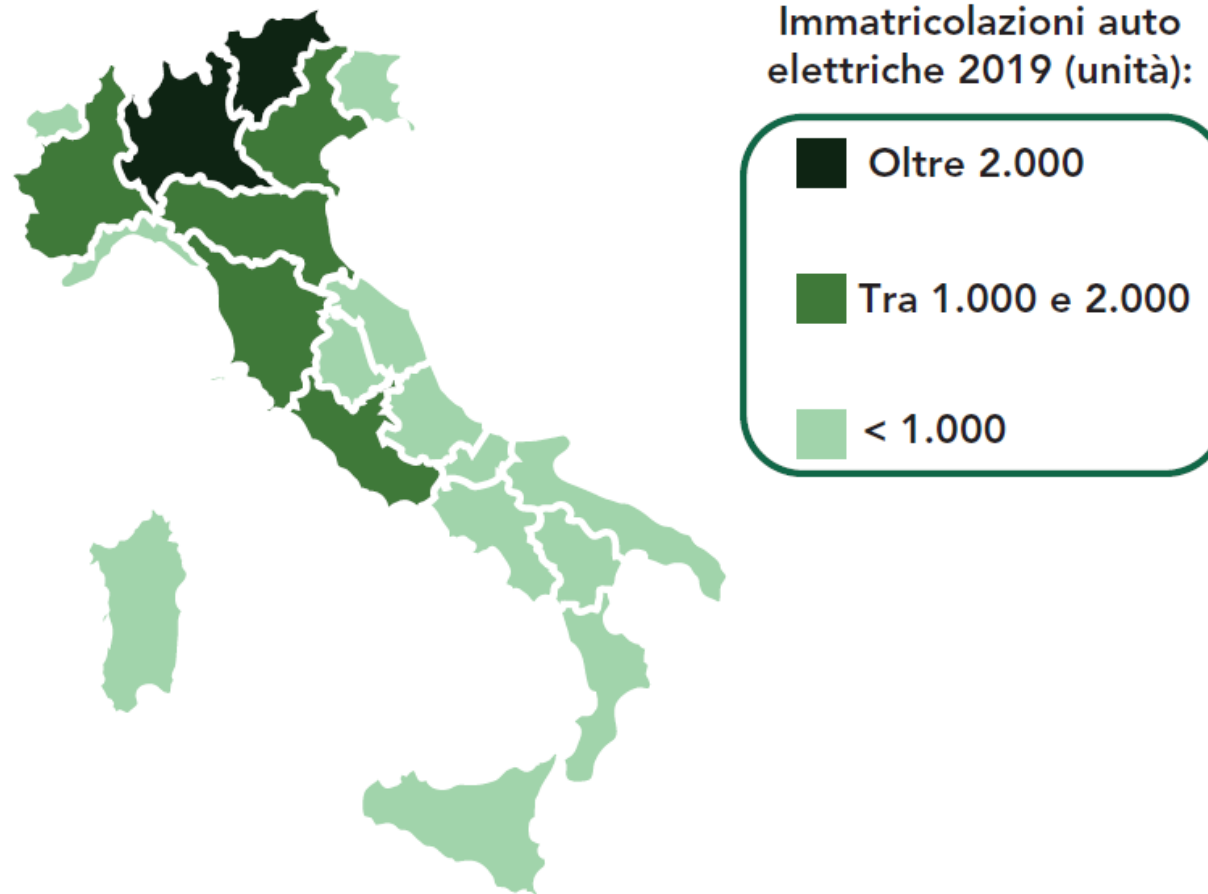 Immatricolazioni auto
elettriche 2019 (unità):
Oltre 2.000
Tra 1.000 e 2.000
< 1.000